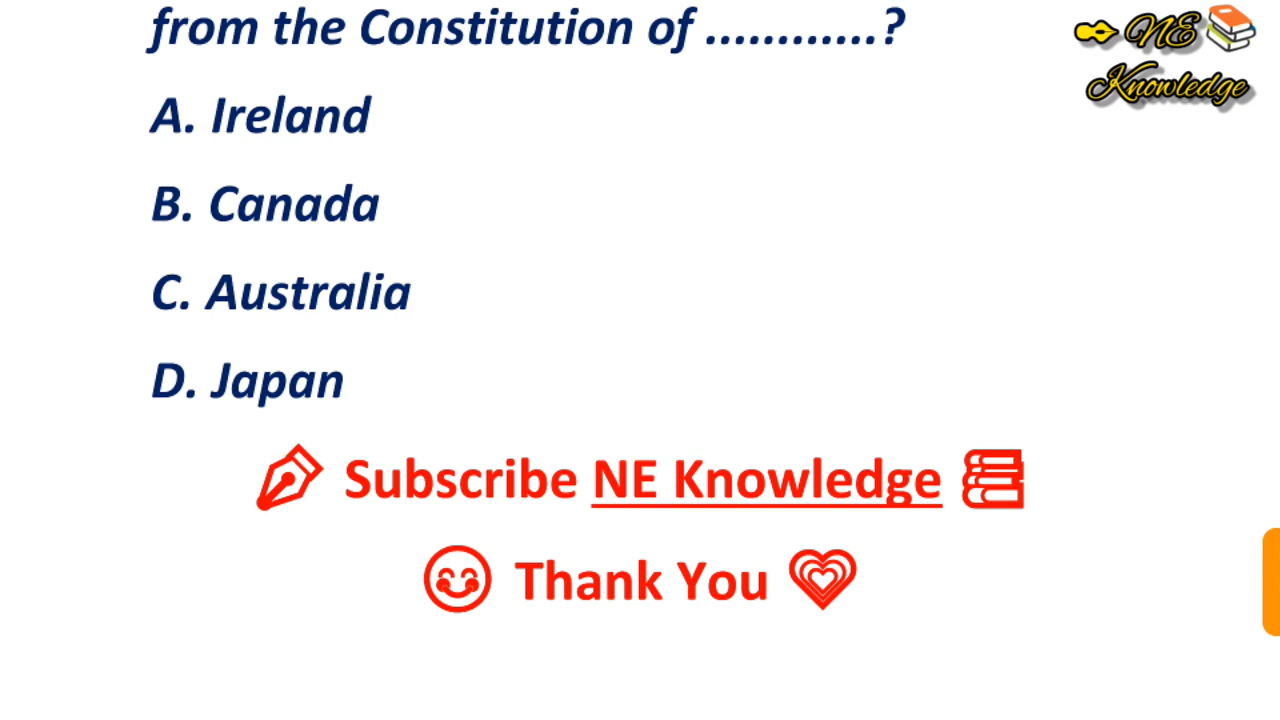 from the Constitution of ............?
NE
Knowledge
A. Ireland
B. Canada
C. Australia
D. Japan
Subscribe NE Knowledge
Thank You